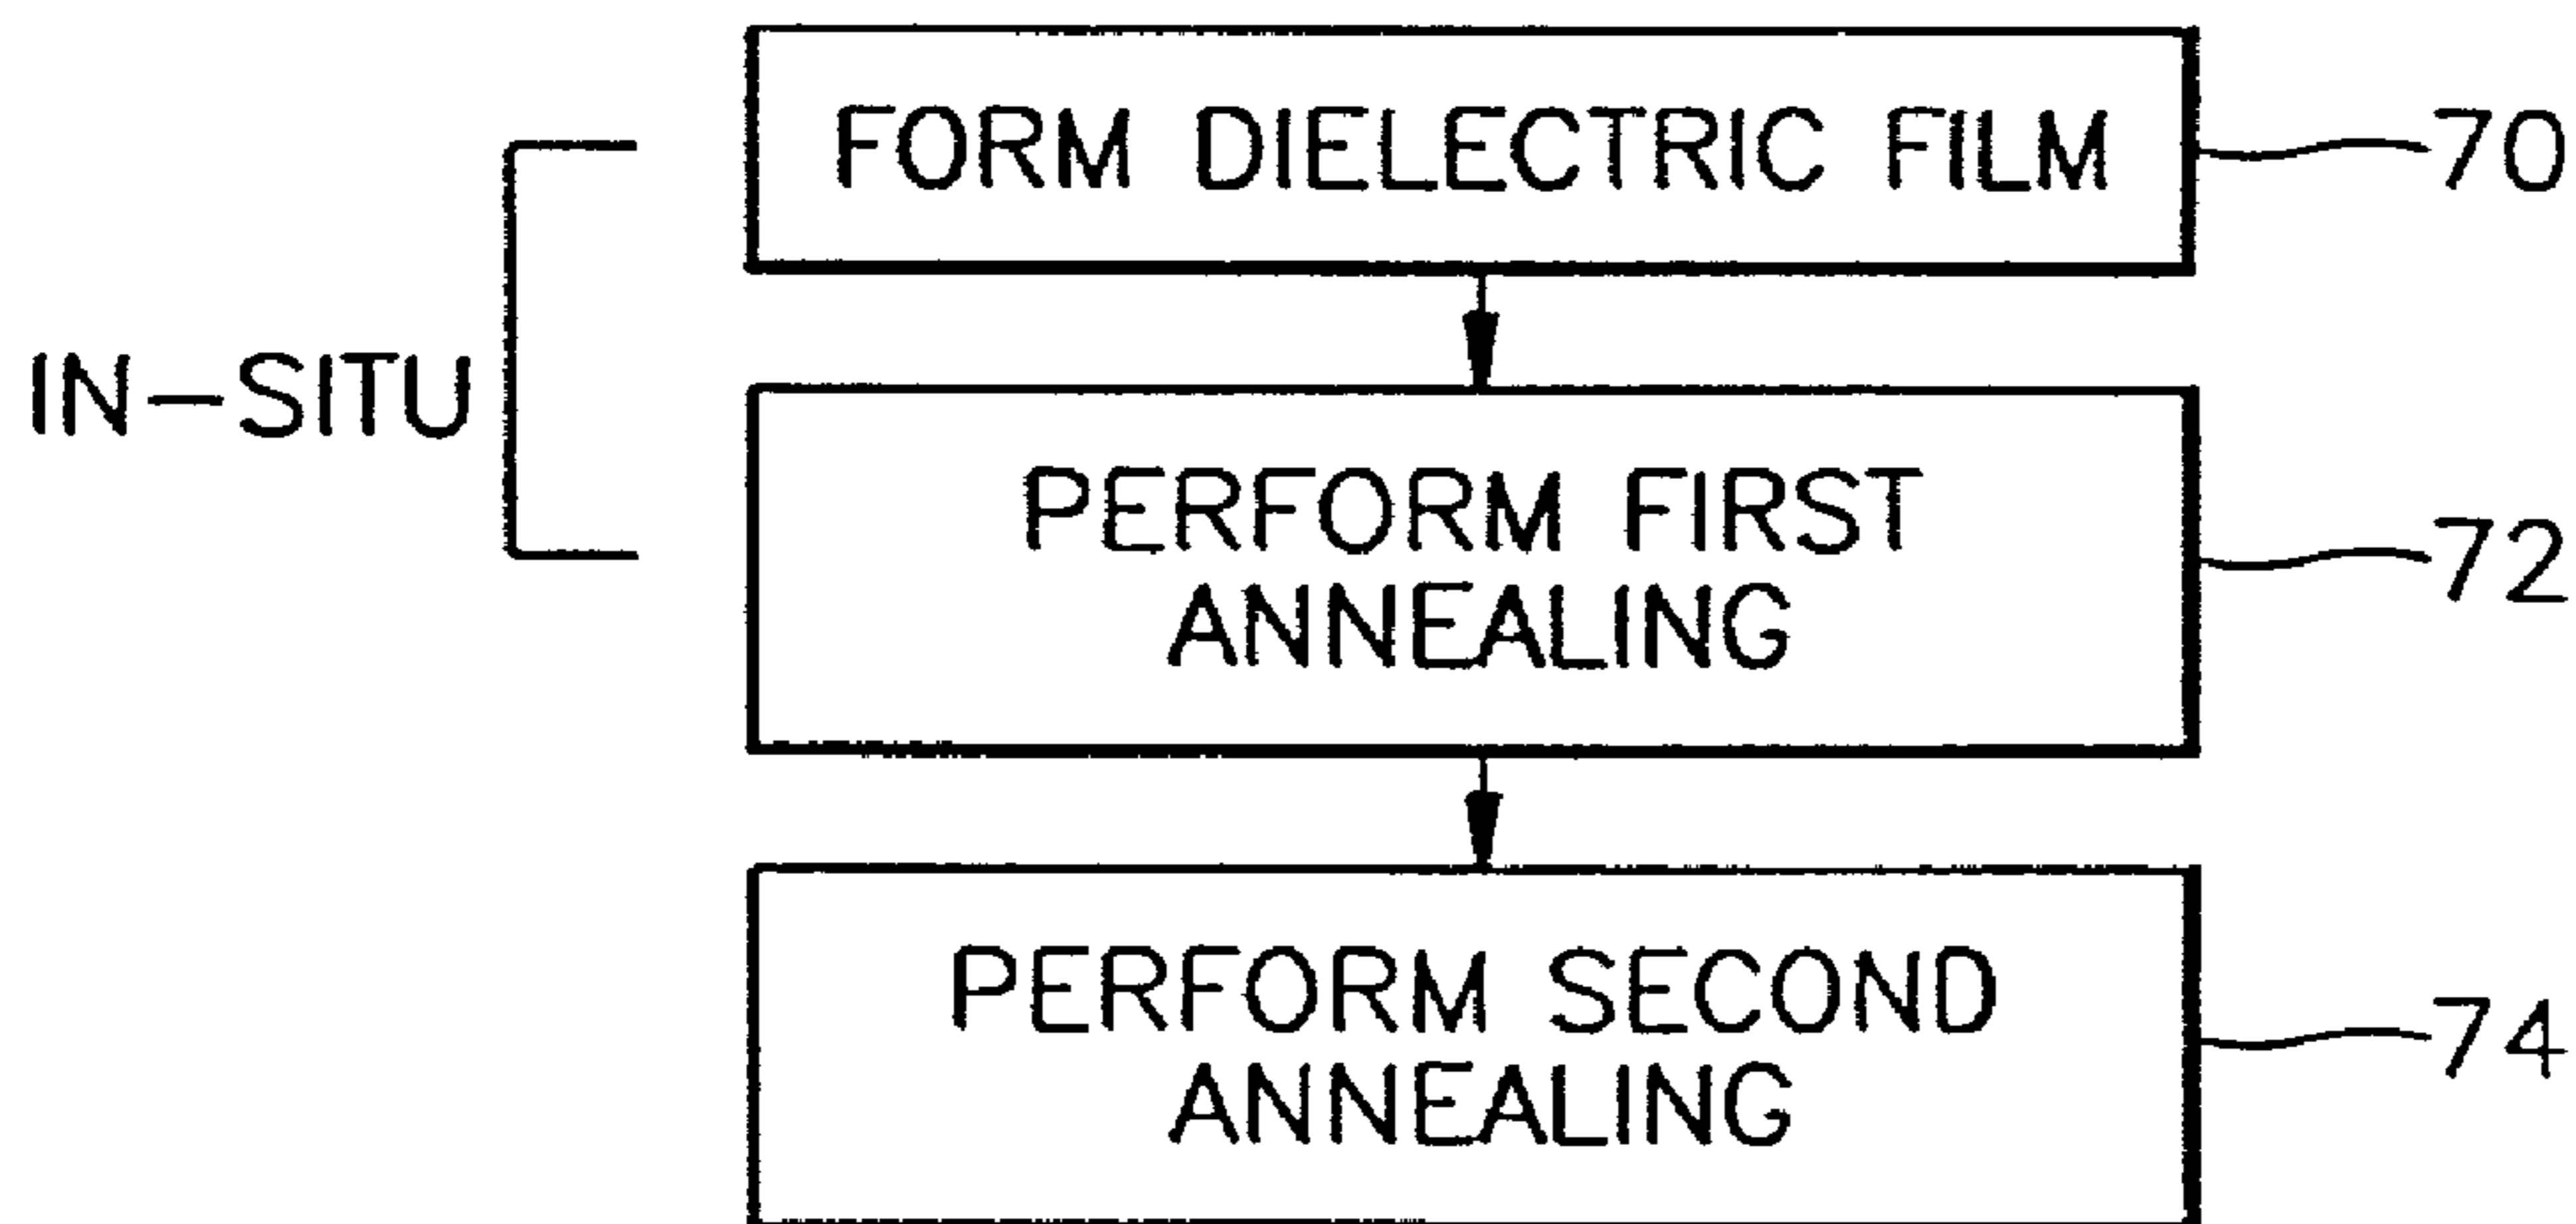 FORM DIELECTRIC FILM
70
IN-SITU
PERFORM FIRST
ANNEALING
72
PERFORM SECOND
ANNEALING
74